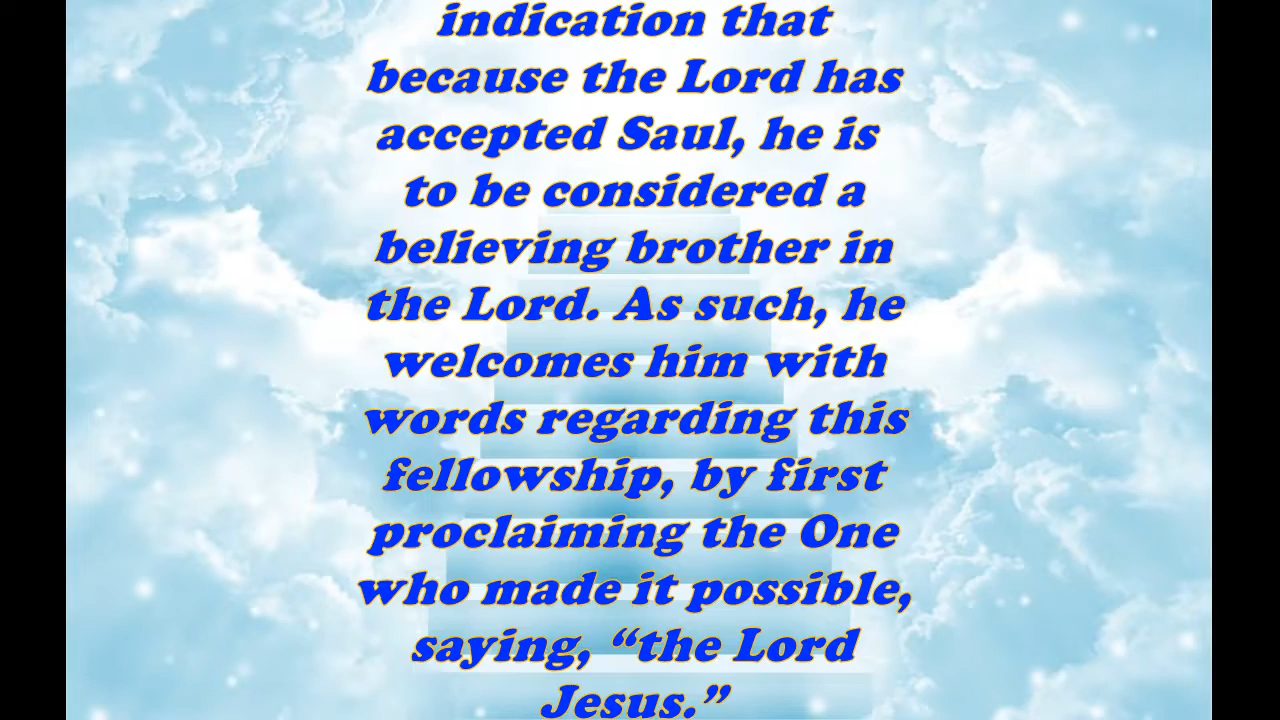 indication that
because the Lord has
accepted Saul, he is
to be considered a
believing brother in
the Lord. As such, he
welcomes him with
words regarding this
fellowship, by first
proclaiming the One
who made it possible,
saying, “the Lord
Jesus.”